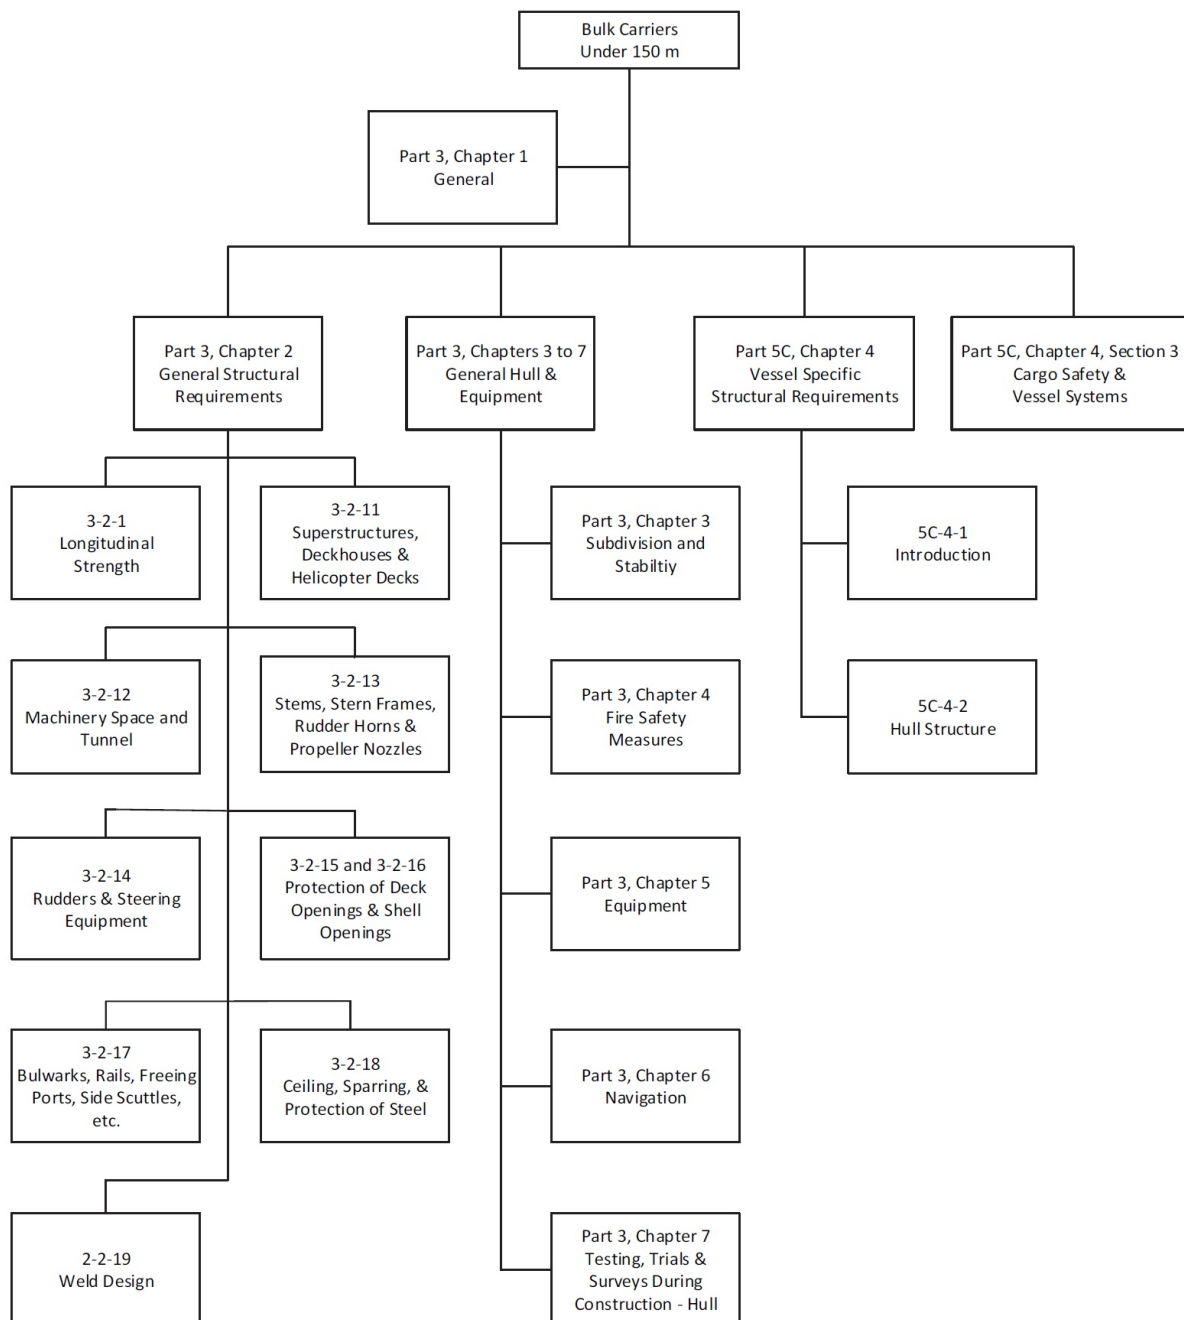 Bulk Carriers
Under 150 m
Part 3, Chapter 1
General
Part 3, Chapter 2
General Structural
Requirements
Part 3, Chapters 3 to 7
General Hull &
Equipment
Part 5C, Chapter 4
Vessel Specific
Structural Requirements
Part 5C, Chapter 4, Section 3
Cargo Safety &
Vessel Systems
3-2-1
Longitudinal
Strength
3-2-11
Superstructures,
Deckhouses &
Helicopter Decks
Part 3, Chapter 3
Subdivision and
Stabiltiy
5C-4-1
Introduction
3-2-12
Machinery Space and
Tunnel
3-2-13
Stems, Stern Frames,
Rudder Horns &
Propeller Nozzles
Part 3, Chapter 4
Fire Safety
Measures
5C-4-2
Hull Structure
3-2-14
Rudders & Steering
Equipment
3-2-15 and 3-2-16
Protection of Deck
Openings & Shell
Openings
Part 3, Chapter 5
Equipment
3-2-17
Bulwarks, Rails, Freeing
Ports, Side Scuttles,
etc.
3-2-18
Ceiling, Sparring, &
Protection of Steel
Part 3, Chapter 6
Navigation
2-2-19
Weld Design
Part 3, Chapter 7
Testing, Trials &
Surveys During
Construction - Hull